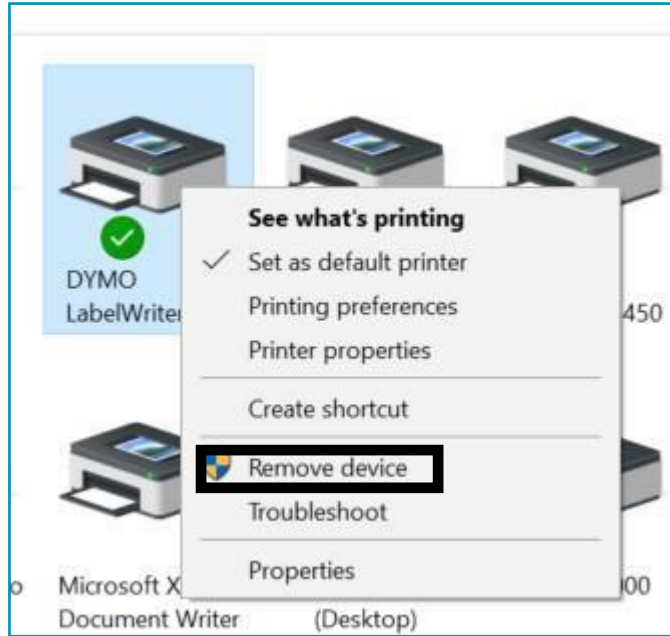 See what's printing
Set as default printer
DYMO
LabelWriter
Printing preferences
450
Printer properties
Create shortcut
Remove device
Troubleshoot
Properties
o
Microsoft X
00
Document Writer
(Desktop)